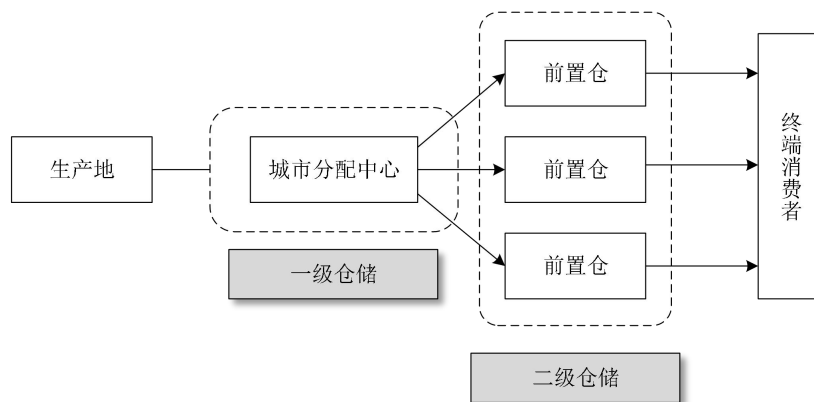 生产地
城市分配中心
一级仓储
前置仓
前置仓
前置仓
二级仓储
终端消费者